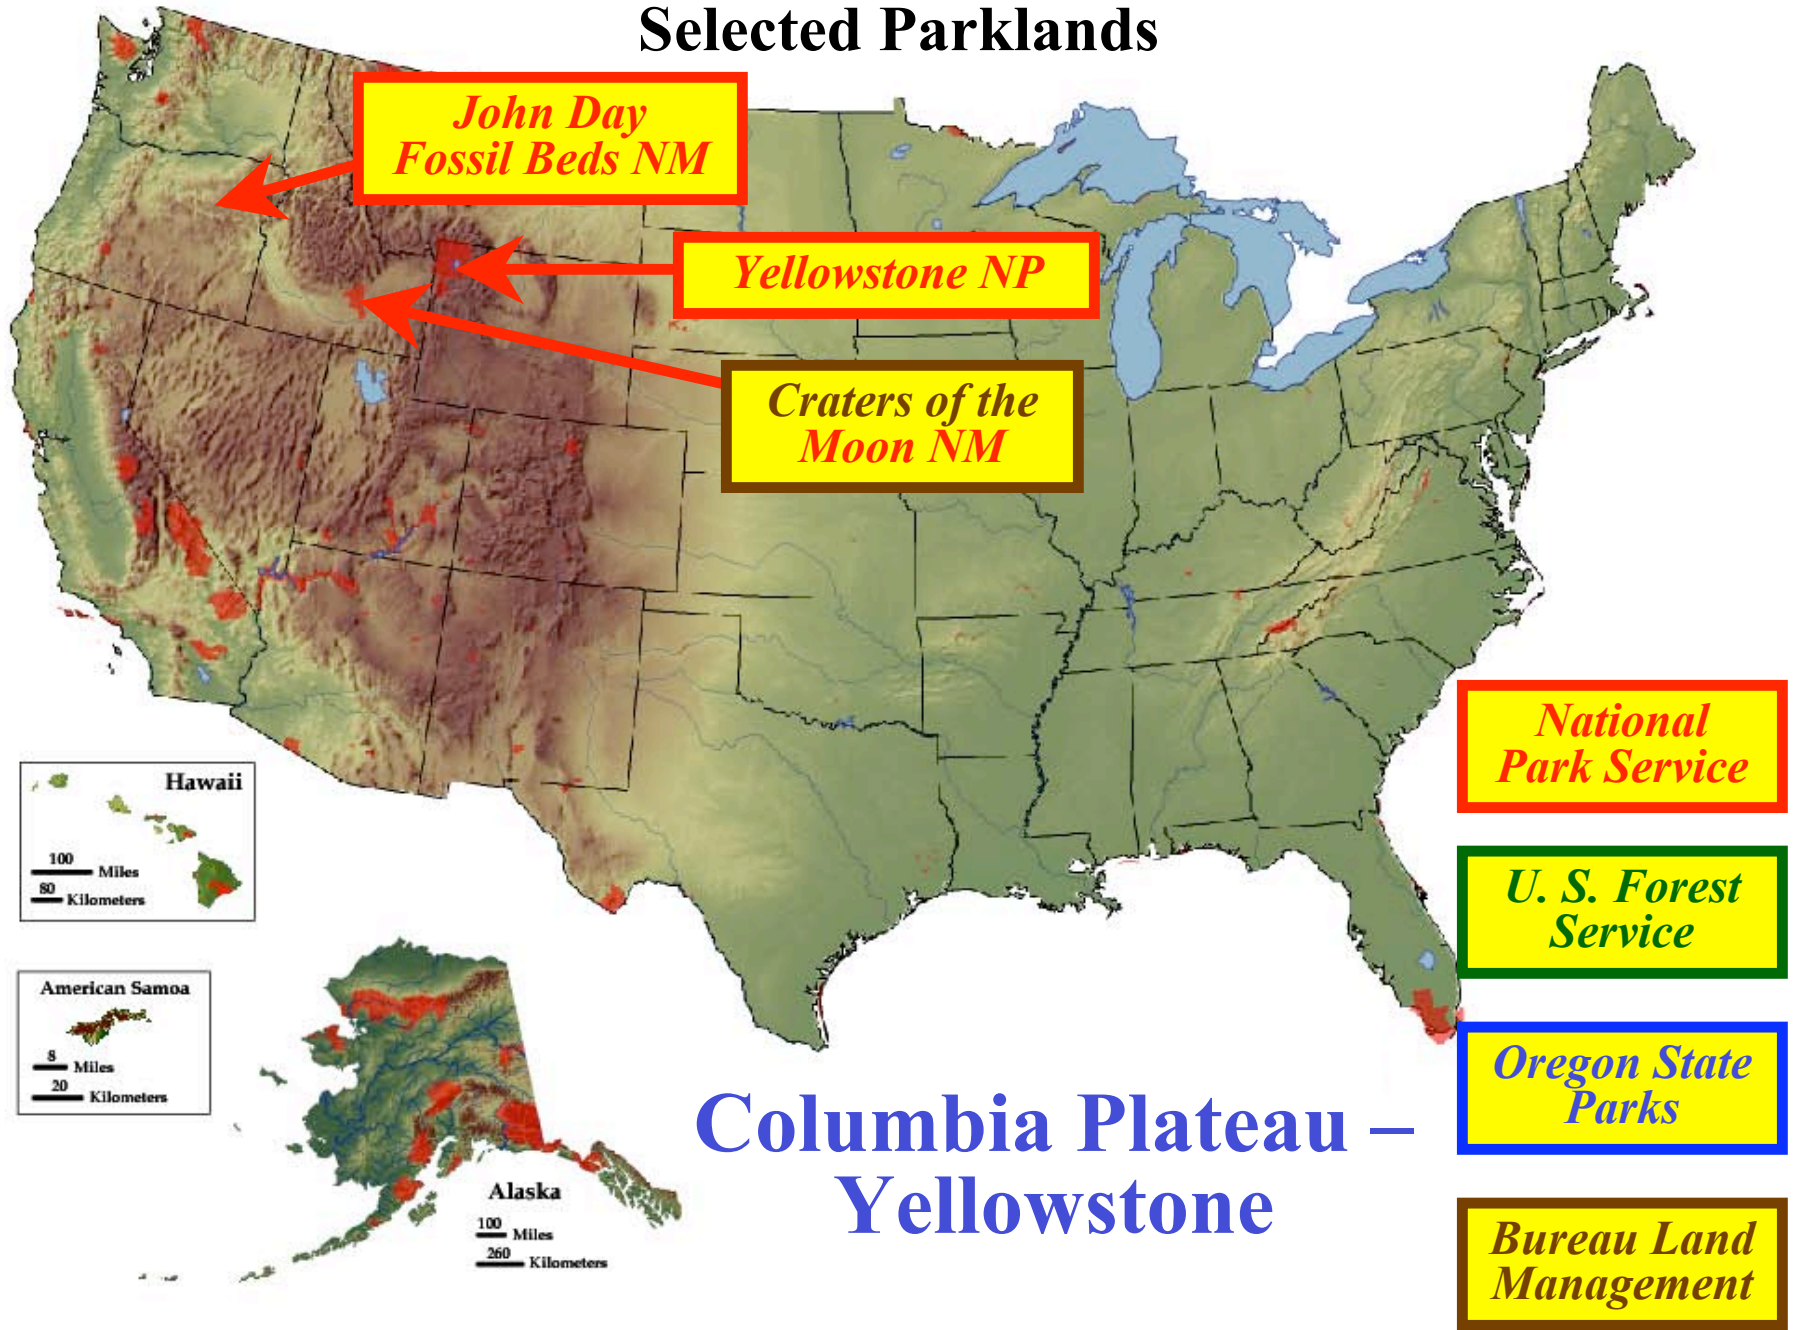 Selected Parklands
John Day
Fossil Beds NM
Yellowstone NP
Craters of the
Moon NM
National
Park Service
U. S. Forest
Service
Oregon State
Parks
Bureau Land
Management
Hawaii
100
Miles
80
Kilometers
American Samoa
8
Miles
20
Kilometers
Alaska
100
Miles
260
Kilometers
Columbia Plateau –
Yellowstone